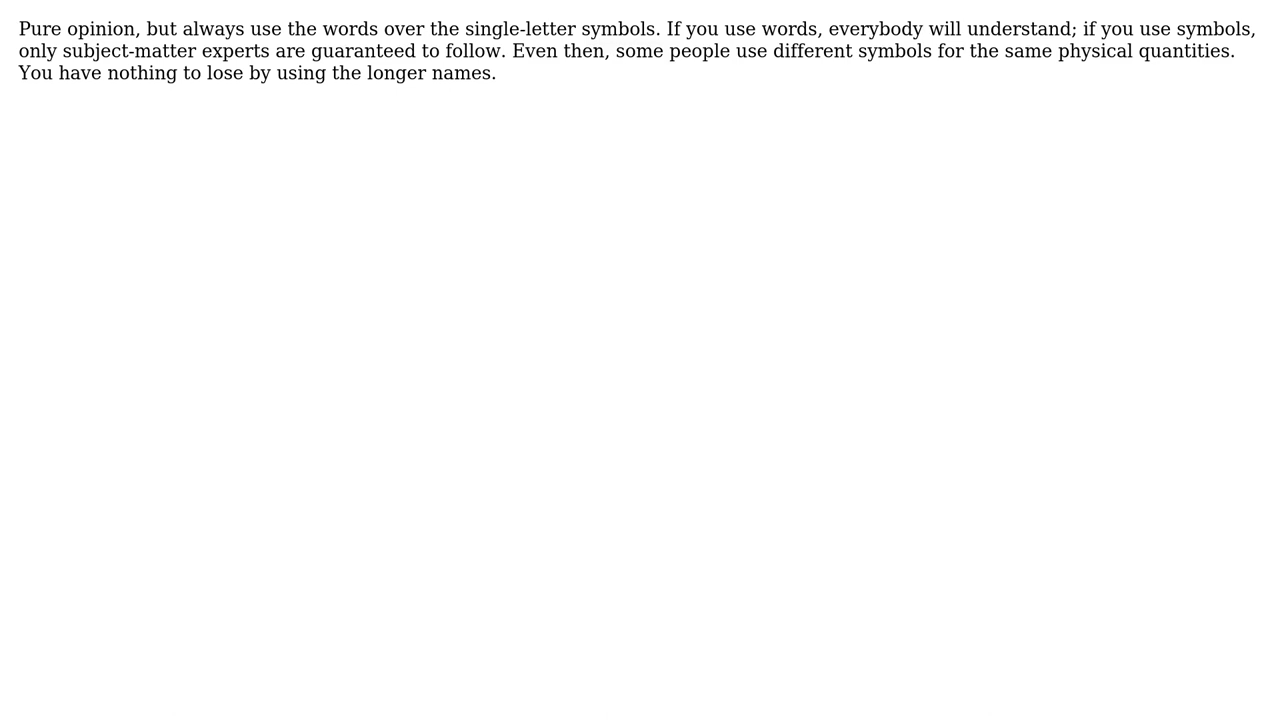 Pure opinion, but always use the words over the single-letter symbols. If you use words, everybody will understand; if you use symbols,
only subject-matter experts are guaranteed to follow. Even then, some people use different symbols for the same physical quantities.
You have nothing to lose by using the longer names.